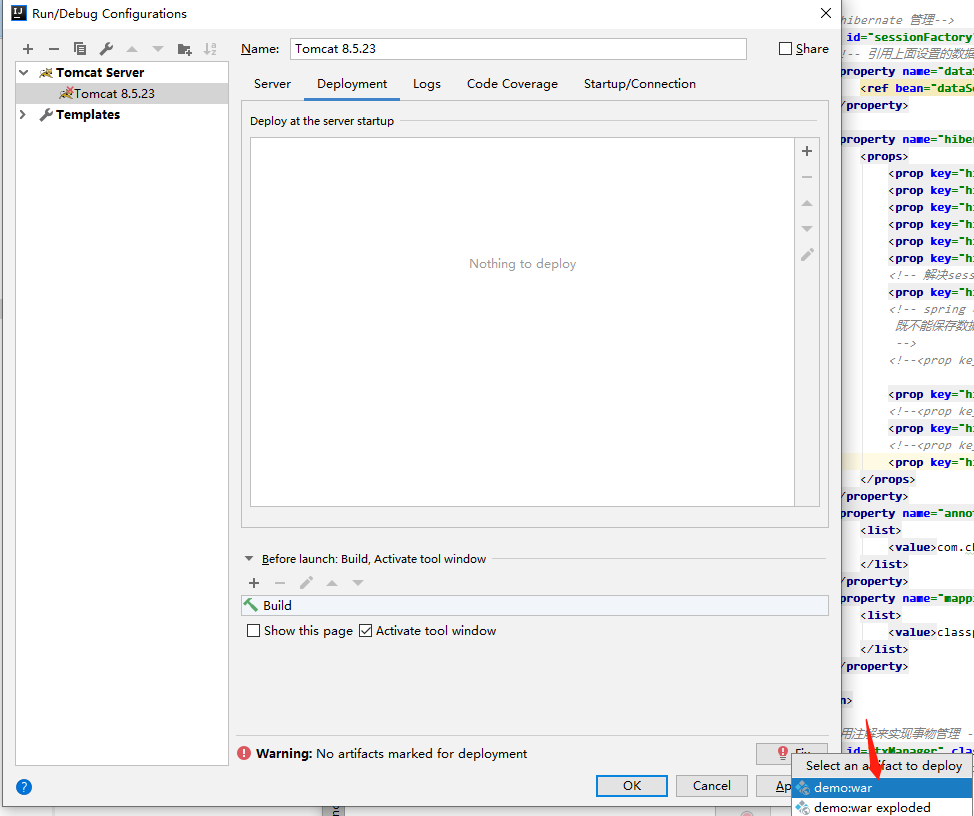 Run/Debug Configurations
Name: Tomcat 8.5.23
Share
Tomcat Server
Tomcat 8.5.23
Templates
Server Deployment Logs Code Coverage Startup/Connection
Deploy at the server startup
Nothing to deploy
Before launch: Build, Activate tool window
Build
Show this page Activate tool window
Warning: No artifacts marked for deployment
Fix
OK Cancel Ap
Select an artifact to deploy
demo:war
demo:war exploded
hibernate 管理-->
id="sessionFactory
!-- 引用上面设置的数据
property name="dataS
<ref bean="dataS
/property>
property name="hiber
<props>
<prop key="hi
<prop key="hi
<prop key="hi
<prop key="hi
<prop key="hi
<prop key="hi
<!-- 解决sess
<prop key="hi
<!-- spring
既不能保存数据
-->
<!--<prop key
<prop key="hi
<!--<prop key
<prop key="hi
<!--<prop key
<prop key="hi
</props>
/property>
property name="annot
<list>
<value>com.ch
</list>
/property>
property name="mappi
<list>
<value>classp
</list>
/property>
n>
用注解来实现事物管理 -
id="txManager" clas